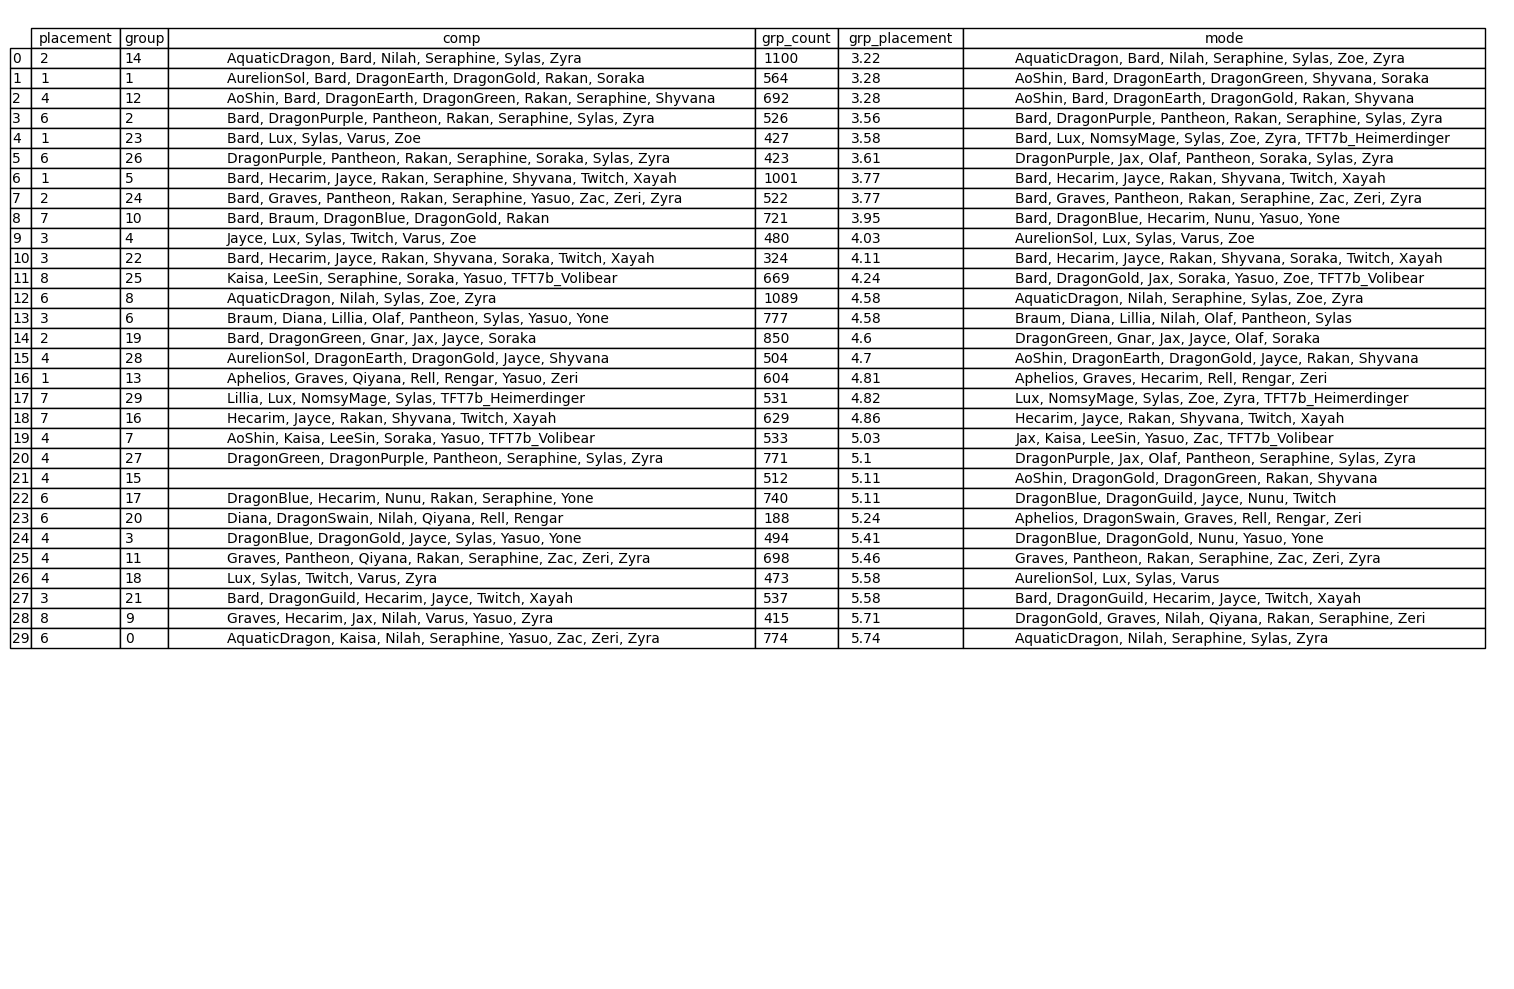 placement group comp grp_count grp_placement mode
0 2 14 AquaticDragon, Bard, Nilah, Seraphine, Sylas, Zyra 1100 3.22 AquaticDragon, Bard, Nilah, Seraphine, Sylas, Zoe, Zyra
1 1 1 AurelionSol, Bard, DragonEarth, DragonGold, Rakan, Soraka 564 3.28 AoShin, Bard, DragonEarth, DragonGreen, Shyvana, Soraka
2 4 12 AoShin, Bard, DragonEarth, DragonGreen, Rakan, Seraphine, Shyvana 692 3.28 AoShin, Bard, DragonEarth, DragonGold, Rakan, Shyvana
3 6 2 Bard, DragonPurple, Pantheon, Rakan, Seraphine, Sylas, Zyra 526 3.56 Bard, DragonPurple, Pantheon, Rakan, Seraphine, Sylas, Zyra
4 1 23 Bard, Lux, Sylas, Varus, Zoe 427 3.58 Bard, Lux, NomsyMage, Sylas, Zoe, Zyra, TFT7b_Heimerdinger
5 6 26 DragonPurple, Pantheon, Rakan, Seraphine, Soraka, Sylas, Zyra 423 3.61 DragonPurple, Jax, Olaf, Pantheon, Soraka, Sylas, Zyra
6 1 5 Bard, Hecarim, Jayce, Rakan, Seraphine, Shyvana, Twitch, Xayah 1001 3.77 Bard, Hecarim, Jayce, Rakan, Shyvana, Twitch, Xayah
7 2 24 Bard, Graves, Pantheon, Rakan, Seraphine, Yasuo, Zac, Zeri, Zyra 522 3.77 Bard, Graves, Pantheon, Rakan, Seraphine, Zac, Zeri, Zyra
8 7 10 Bard, Braum, DragonBlue, DragonGold, Rakan 721 3.95 Bard, DragonBlue, Hecarim, Nunu, Yasuo, Yone
9 3 4 Jayce, Lux, Sylas, Twitch, Varus, Zoe 480 4.03 AurelionSol, Lux, Sylas, Varus, Zoe
10 3 22 Bard, Hecarim, Jayce, Rakan, Shyvana, Soraka, Twitch, Xayah 324 4.11 Bard, Hecarim, Jayce, Rakan, Shyvana, Soraka, Twitch, Xayah
11 8 25 Kaisa, LeeSin, Seraphine, Soraka, Yasuo, TFT7b_Volibear 669 4.24 Bard, DragonGold, Jax, Soraka, Yasuo, Zoe, TFT7b_Volibear
12 6 8 AquaticDragon, Nilah, Sylas, Zoe, Zyra 1089 4.58 AquaticDragon, Nilah, Seraphine, Sylas, Zoe, Zyra
13 3 6 Braum, Diana, Lillia, Olaf, Pantheon, Sylas, Yasuo, Yone 777 4.58 Braum, Diana, Lillia, Nilah, Olaf, Pantheon, Sylas
14 2 19 Bard, DragonGreen, Gnar, Jax, Jayce, Soraka 850 4.6 DragonGreen, Gnar, Jax, Jayce, Olaf, Soraka
15 4 28 AurelionSol, DragonEarth, DragonGold, Jayce, Shyvana 504 4.7 AoShin, DragonEarth, DragonGold, Jayce, Rakan, Shyvana
16 1 13 Aphelios, Graves, Qiyana, Rell, Rengar, Yasuo, Zeri 604 4.81 Aphelios, Graves, Hecarim, Rell, Rengar, Zeri
17 7 29 Lillia, Lux, NomsyMage, Sylas, TFT7b_Heimerdinger 531 4.82 Lux, NomsyMage, Sylas, Zoe, Zyra, TFT7b_Heimerdinger
18 7 16 Hecarim, Jayce, Rakan, Shyvana, Twitch, Xayah 629 4.86 Hecarim, Jayce, Rakan, Shyvana, Twitch, Xayah
19 4 7 AoShin, Kaisa, LeeSin, Soraka, Yasuo, TFT7b_Volibear 533 5.03 Jax, Kaisa, LeeSin, Yasuo, Zac, TFT7b_Volibear
20 4 27 DragonGreen, DragonPurple, Pantheon, Seraphine, Sylas, Zyra 771 5.1 DragonPurple, Jax, Olaf, Pantheon, Seraphine, Sylas, Zyra
21 4 15 512 5.11 AoShin, DragonGold, DragonGreen, Rakan, Shyvana
22 6 17 DragonBlue, Hecarim, Nunu, Rakan, Seraphine, Yone 740 5.11 DragonBlue, DragonGuild, Jayce, Nunu, Twitch
23 6 20 Diana, DragonSwain, Nilah, Qiyana, Rell, Rengar 188 5.24 Aphelios, DragonSwain, Graves, Rell, Rengar, Zeri
24 4 3 DragonBlue, DragonGold, Jayce, Sylas, Yasuo, Yone 494 5.41 DragonBlue, DragonGold, Nunu, Yasuo, Yone
25 4 11 Graves, Pantheon, Qiyana, Rakan, Seraphine, Zac, Zeri, Zyra 698 5.46 Graves, Pantheon, Rakan, Seraphine, Zac, Zeri, Zyra
26 4 18 Lux, Sylas, Twitch, Varus, Zyra 473 5.58 AurelionSol, Lux, Sylas, Varus
27 3 21 Bard, DragonGuild, Hecarim, Jayce, Twitch, Xayah 537 5.58 Bard, DragonGuild, Hecarim, Jayce, Twitch, Xayah
28 8 9 Graves, Hecarim, Jax, Nilah, Varus, Yasuo, Zyra 415 5.71 DragonGold, Graves, Nilah, Qiyana, Rakan, Seraphine, Zeri
29 6 0 AquaticDragon, Kaisa, Nilah, Seraphine, Yasuo, Zac, Zeri, Zyra 774 5.74 AquaticDragon, Nilah, Seraphine, Sylas, Zyra